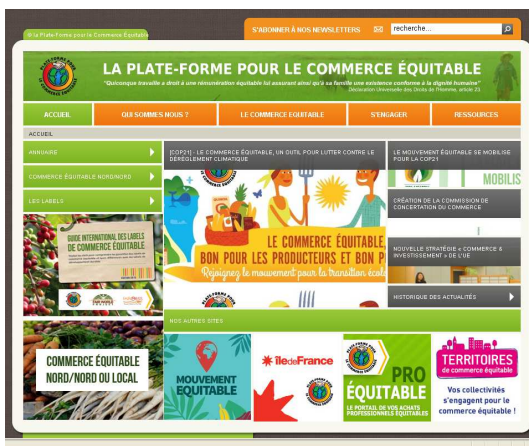 @ la Plate-Forme pour le Commerce Équitable
S'ABONNER À NOS NEWSLETTERS
recherche...
LA PLATE-FORME POUR LE COMMERCE ÉQUITABLE
"Quiconque travaille a droit à une rémunération équitable lui assurant ainsi qu'à sa famille une existence conforme à la dignité humaine"
Déclaration Universelle des Droits de l'Homme, article 23
ACCUEIL
QUI SOMMES NOUS ?
LE COMMERCE EQUITABLE
S'ENGAGER
RESSOURCES
ACCUEIL
ANNUAIRE
COMMERCE ÉQUITABLE NORD/NORD
LES LABELS
GUIDE INTERNATIONAL DES LABELS
DE COMMERCE ÉQUITABLE
COMMERCE ÉQUITABLE
NORD/NORD OU LOCAL
[COP21] - LE COMMERCE ÉQUITABLE, UN OUTIL POUR LUTTER CONTRE LE
DÉRÈGLEMENT CLIMATIQUE
LE COMMERCE ÉQUITABLE,
BON POUR LES PRODUCTEURS ET BON P
Rejoignez le mouvement pour la transition écolo
LE MOUVEMENT ÉQUITABLE SE MOBILISE
POUR LA COP21
MOBILIS
CRÉATION DE LA COMMISSION DE
CONCERTATION DU COMMERCE
NOUVELLE STRATÉGIE « COMMERCE &
INVESTISSEMENT » DE L'UE
HISTORIQUE DES ACTUALITÉS
NOS AUTRES SITES
MOUVEMENT
EQUITABLE
îledeFrance
PRO
ÉQUITABLE
LE PORTAIL DE VOS ACHATS
PROFESSIONNELS ÉQUITABLES
TERRITOIRES
de commerce équitable
Vos collectivités
s'engagent pour le
commerce équitable !